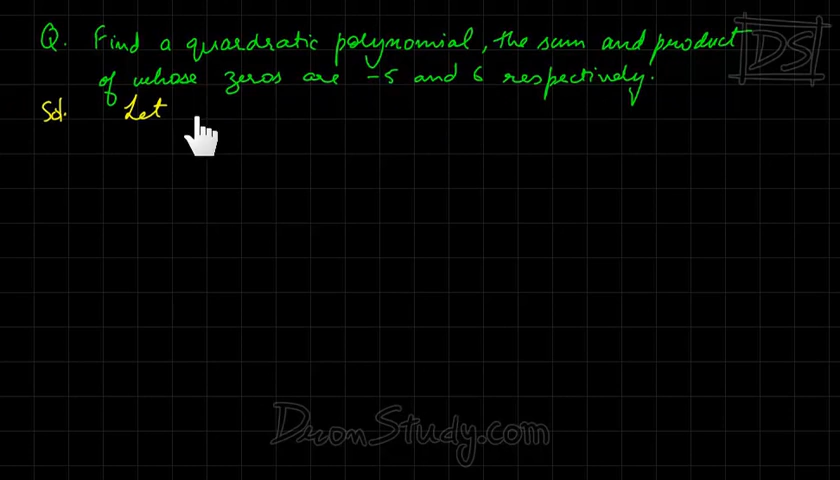 Q. Find a quardratic polynomial, the sum and product
of whose zeros are -5 and 6 respectively.
Sol. Let
DS
DronStudy.com